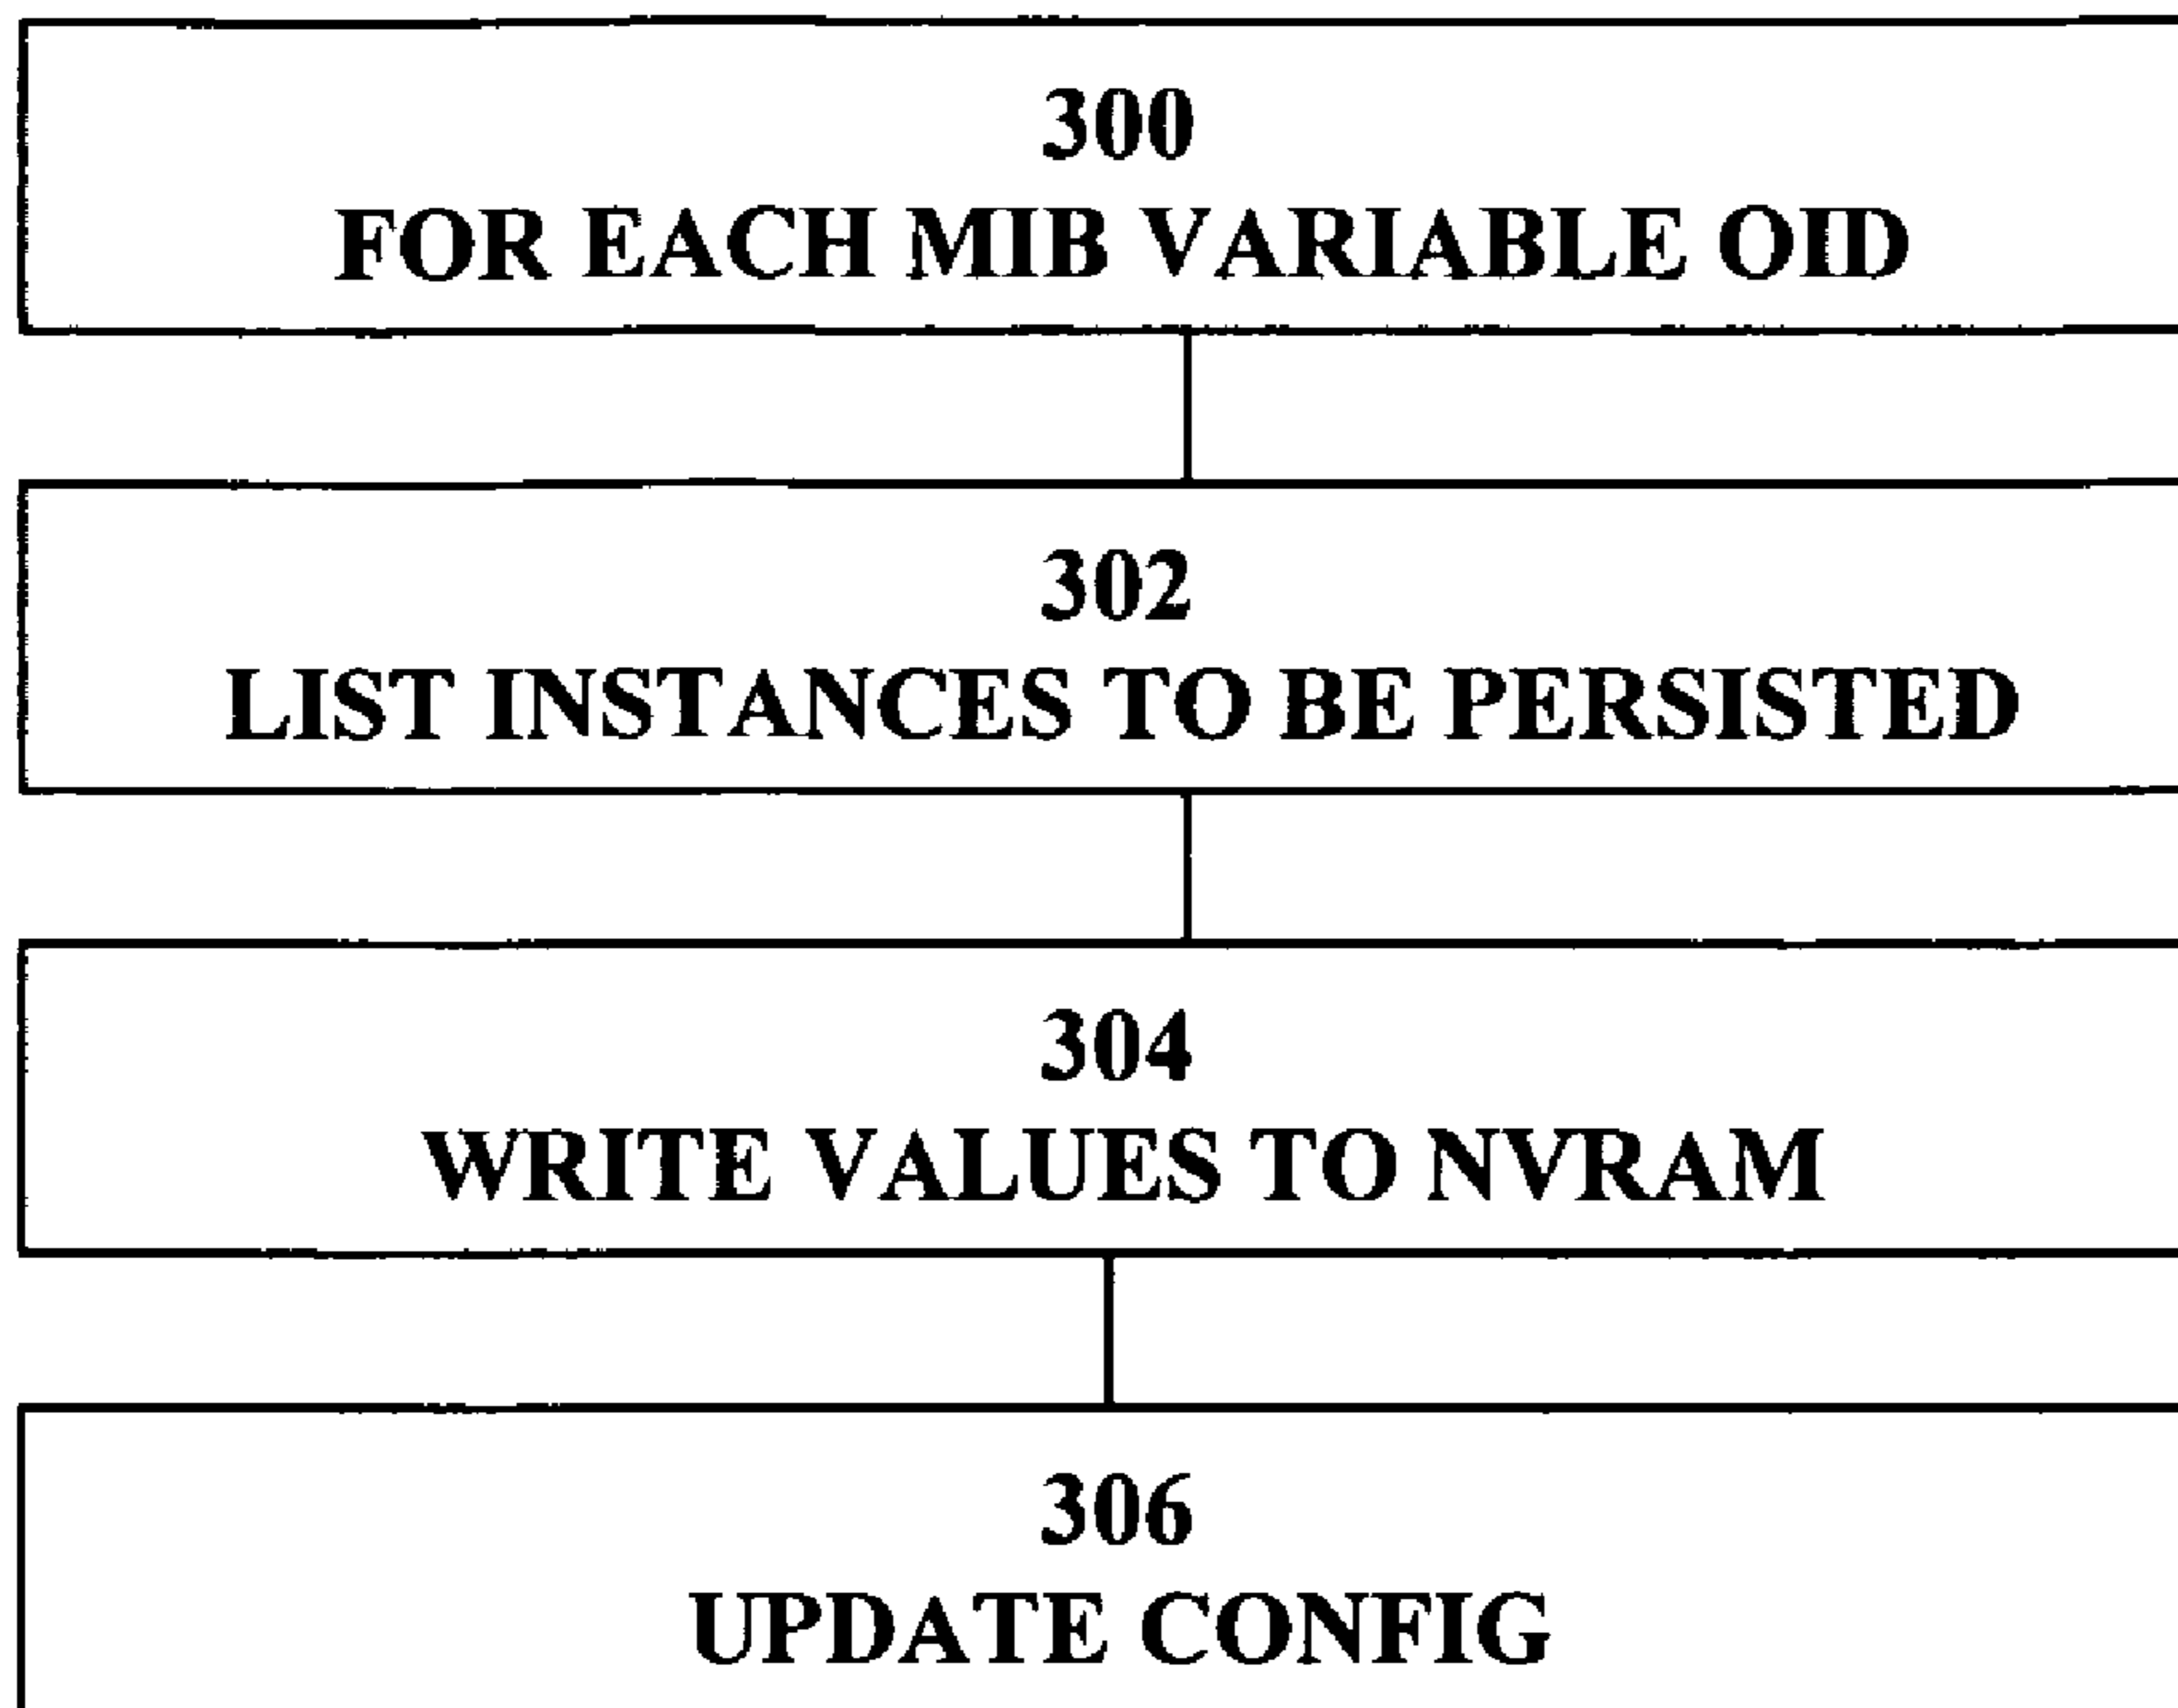 300
FOR EACH MIB VARIABLE OID
302
LIST INSTANCES TO BE PERSISTED
304
WRITE VALUES TO NVRAM
306
UPDATE CONFIG